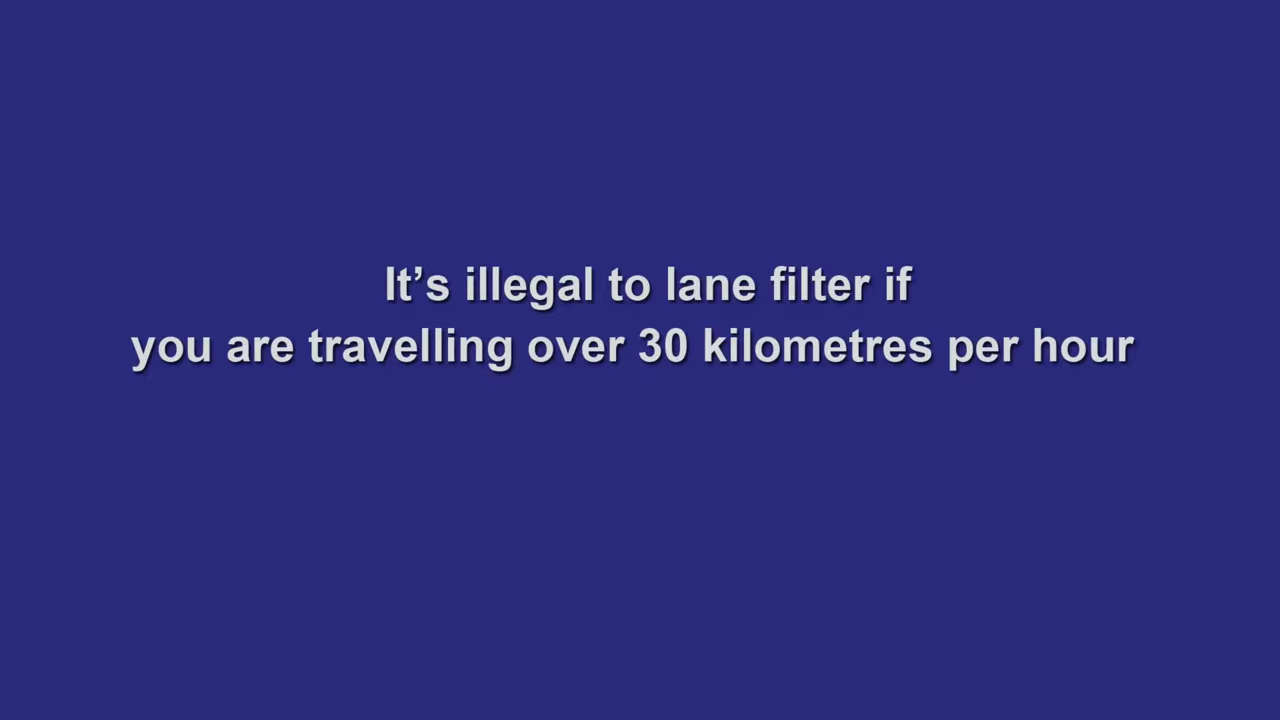 It’s illegal to lane filter if
you are travelling over 30 kilometres per hour